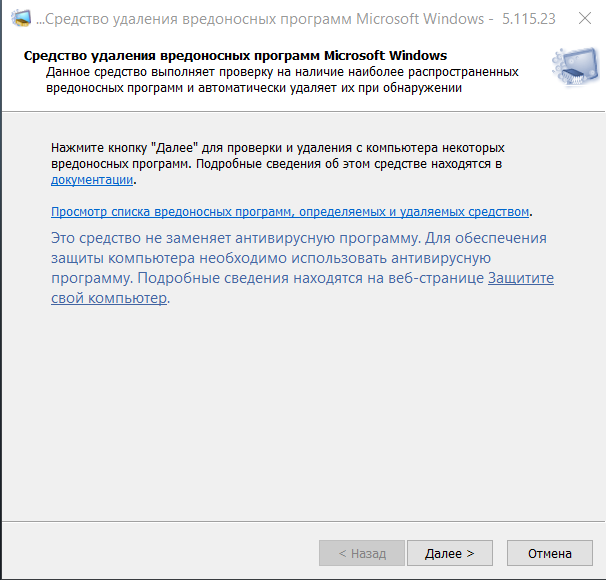 ...Средство удаления вредоносных программ Microsoft Windows - 5.115.23
Средство удаления вредоносных программ Microsoft Windows
Данное средство выполняет проверку на наличие наиболее распространенных
вредоносных программ и автоматически удаляет их при обнаружении
Нажмите кнопку "Далее" для проверки и удаления с компьютера некоторых
вредоносных программ. Подробные сведения об этом средстве находятся в
документации.
Просмотр списка вредоносных программ, определяемых и удаляемых средством.
Это средство не заменяет антивирусную программу. Для обеспечения
защиты компьютера необходимо использовать антивирусную
программу. Подробные сведения находятся на веб-странице Защитите
свой компьютер.
< Назад Далее > Отмена